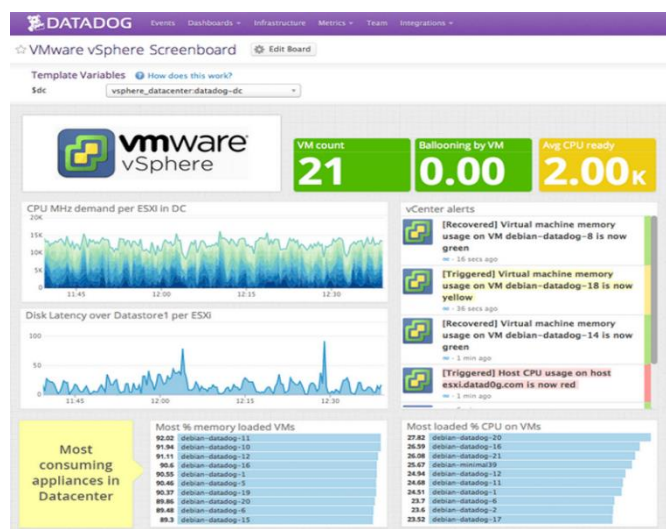 DATADOG Events Dashboards Infrastructure Metrics Team Integrations
VMware vSphere Screenboard Edit Board
Template Variables How does this work?
$dc vsphere_datacenter:datadog-dc
vmware
vSphere
VM count
21
Ballooning by VM
0.00
Avg CPU ready
2.00K
CPU MHz demand per ESXi in DC
20K
15K
10K
5K
0
11:45 12:00 12:15 12:30
Disk Latency over Datastore1 per ESXi
100
50
0
11:45 12:00 12:15 12:30
vCenter alerts
[Recovered] Virtual machine memory
usage on VM debian-datadog-8 is now
green
- 16 secs ago
[Triggered] Virtual machine memory
usage on VM debian-datadog-18 is now
yellow
- 36 secs ago
[Recovered] Virtual machine memory
usage on VM debian-datadog-14 is now
green
- 1 min ago
[Triggered] Host CPU usage on host
esxi.datad0g.com is now red
- 1 min ago
Most
consuming
appliances in
Datacenter
Most % memory loaded VMs
92.02 debian-datadog-11
91.94 debian-datadog-10
91.11 debian-datadog-12
90.6 debian-datadog-16
90.55 debian-datadog-1
90.46 debian-datadog-5
90.37 debian-datadog-19
89.86 debian-datadog-20
89.48 debian-datadog-6
89.3 debian-datadog-15
Most loaded % CPU on VMs
27.82 debian-datadog-20
26.59 debian-datadog-16
26.08 debian-datadog-21
25.67 debian-minimal39
24.94 debian-datadog-12
24.68 debian-datadog-11
24.51 debian-datadog-1
23.7 debian-datadog-6
23.6 debian-datadog-2
23.52 debian-datadog-17